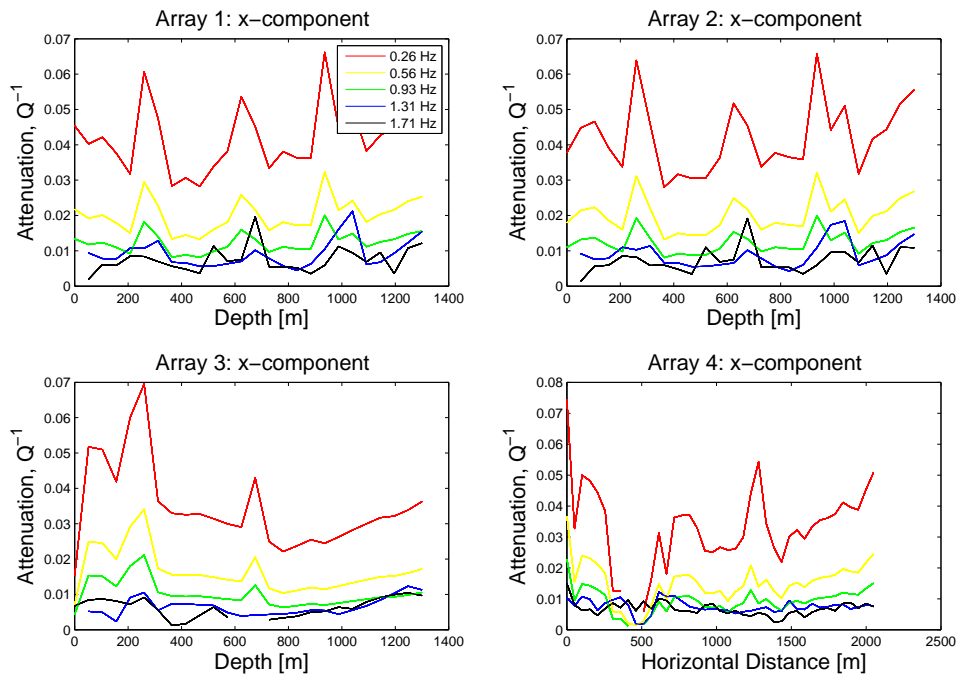 Array 1: x−component
Attenuation, Q⁻¹
0.07
0.06
0.05
0.04
0.03
0.02
0.01
0
0 200 400 600 800 1000 1200 1400
Depth [m]
0.26 Hz
0.56 Hz
0.93 Hz
1.31 Hz
1.71 Hz
Array 2: x−component
Attenuation, Q⁻¹
0.07
0.06
0.05
0.04
0.03
0.02
0.01
0
0 200 400 600 800 1000 1200 1400
Depth [m]
Array 3: x−component
Attenuation, Q⁻¹
0.07
0.06
0.05
0.04
0.03
0.02
0.01
0
0 200 400 600 800 1000 1200 1400
Depth [m]
Array 4: x−component
Attenuation, Q⁻¹
0.08
0.07
0.06
0.05
0.04
0.03
0.02
0.01
0
0 500 1000 1500 2000 2500
Horizontal Distance [m]